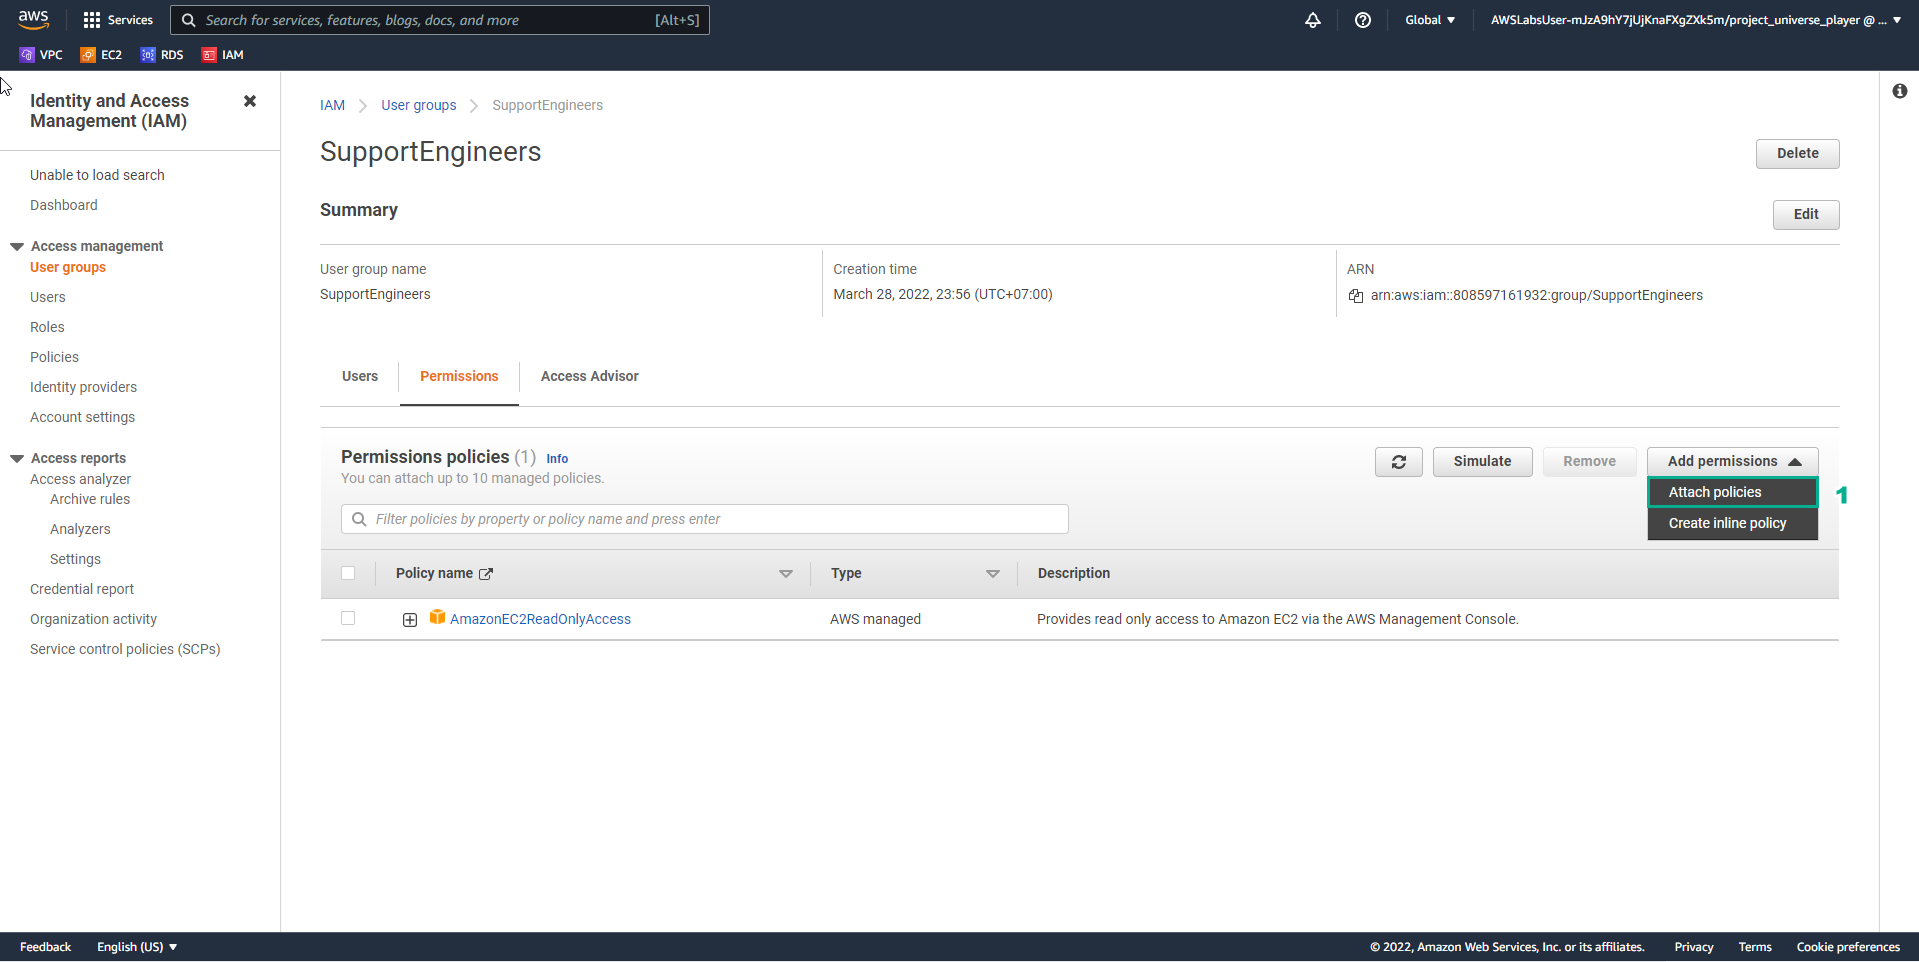 aws
Services
Search for services, features, blogs, docs, and more
[Alt+S]
Global
AWSLabsUser-mJzA9hY7jUjKnaFXgZXk5m/project_universe_player @ ...
VPC
EC2
RDS
IAM
Identity and Access
Management (IAM)
Unable to load search
Dashboard
Access management
User groups
Users
Roles
Policies
Identity providers
Account settings
Access reports
Access analyzer
Archive rules
Analyzers
Settings
Credential report
Organization activity
Service control policies (SCPs)
IAM
User groups
SupportEngineers
SupportEngineers
Delete
Summary
Edit
User group name
SupportEngineers
Creation time
March 28, 2022, 23:56 (UTC+07:00)
ARN
arn:aws:iam::808597161932:group/SupportEngineers
Users
Permissions
Access Advisor
Permissions policies (1) Info
You can attach up to 10 managed policies.
Simulate
Remove
Add permissions
Attach policies
1
Create inline policy
Filter policies by property or policy name and press enter
Policy name
Type
Description
AmazonEC2ReadOnlyAccess
AWS managed
Provides read only access to Amazon EC2 via the AWS Management Console.
Feedback
English (US)
© 2022, Amazon Web Services, Inc. or its affiliates.
Privacy
Terms
Cookie preferences